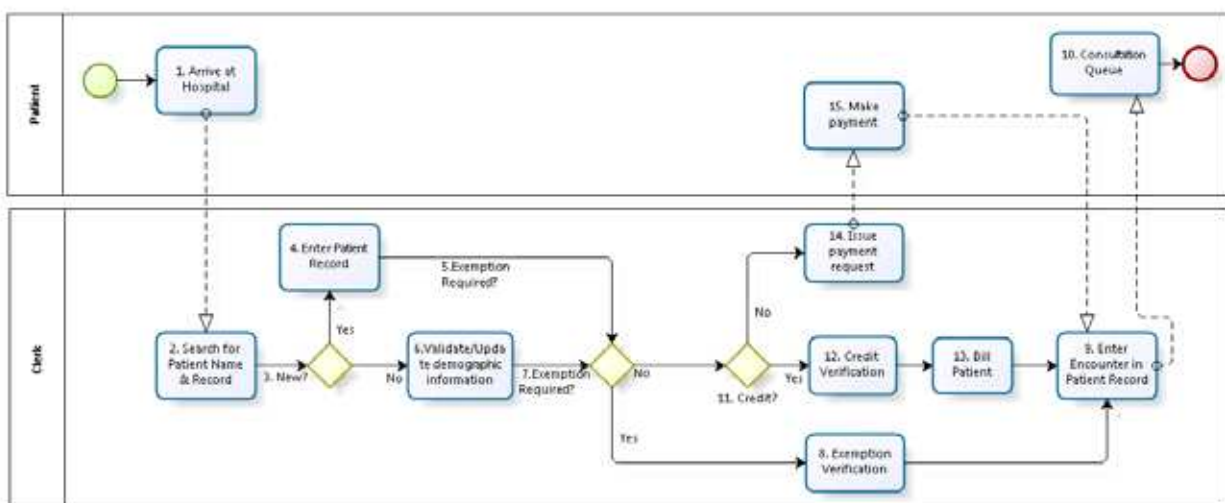 Patient
1. Arrive at
Hospital
10. Consultation
Queue
15. Make
payment
Clerk
4. Enter Patient
Record
5.Exemption
Required?
14. Issue
payment
request
Yes
No
2. Search for
Patient Name
& Record
3. New?
No
6.Validate/Upda
te demographic
information
7.Exemption
Required?
No
11. Credit?
Yes
12. Credit
Verification
13. Bill
Patient
9. Enter
Encounter in
Patient Record
Yes
8. Exemption
Verification